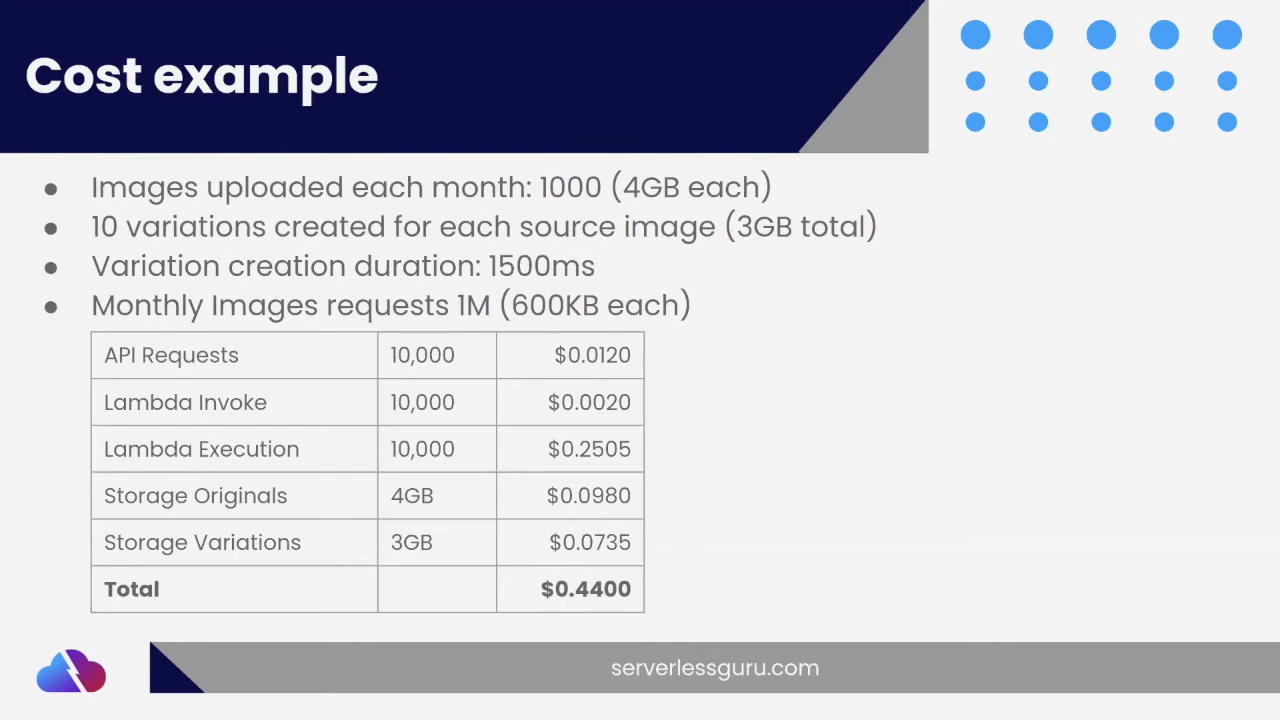 Cost example
● Images uploaded each month: 1000 (4GB each)
● 10 variations created for each source image (3GB total)
● Variation creation duration: 1500ms
● Monthly Images requests 1M (600KB each)
API Requests 10,000 $0.0120
Lambda Invoke 10,000 $0.0020
Lambda Execution 10,000 $0.2505
Storage Originals 4GB $0.0980
Storage Variations 3GB $0.0735
Total $0.4400
serverlessguru.com